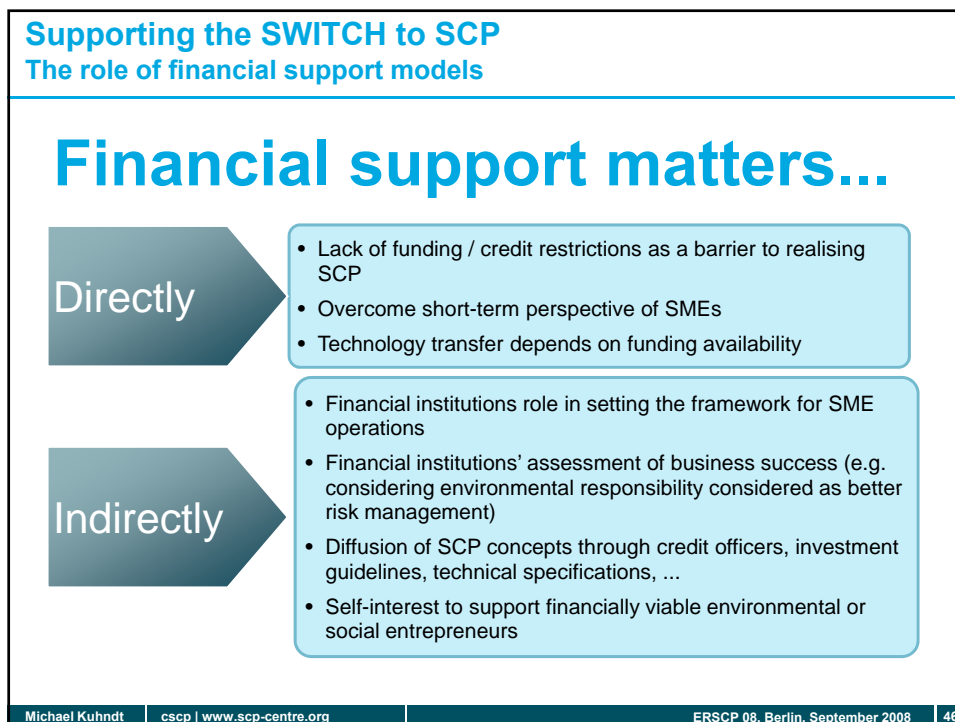 Supporting the SWITCH to SCP
The role of financial support models
Financial support matters...
Directly
• Lack of funding / credit restrictions as a barrier to realising
SCP
• Overcome short-term perspective of SMEs
• Technology transfer depends on funding availability
Indirectly
• Financial institutions role in setting the framework for SME
operations
• Financial institutions' assessment of business success (e.g.
considering environmental responsibility considered as better
risk management)
• Diffusion of SCP concepts through credit officers, investment
guidelines, technical specifications, ...
• Self-interest to support financially viable environmental or
social entrepreneurs
Michael Kuhndt cscp | www.scp-centre.org ERSCP 08, Berlin, September 2008 46